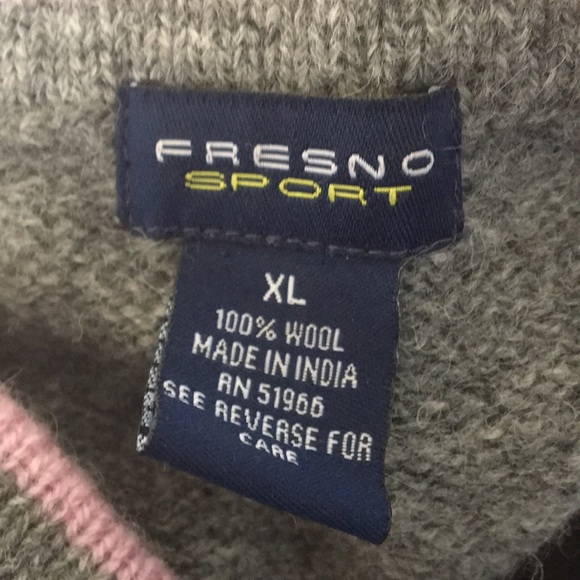 FRESNO
SPORT
XL
100% WOOL
MADE IN INDIA
RN 51966
SEE REVERSE FOR
CARE